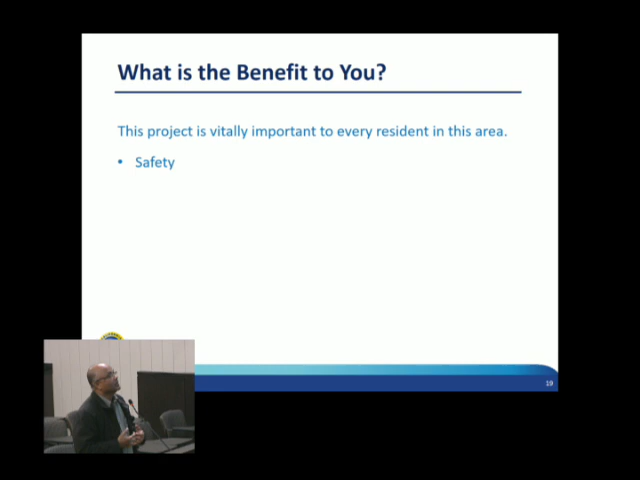 What is the Benefit to You?
This project is vitally important to every resident in this area.
• Safety
19